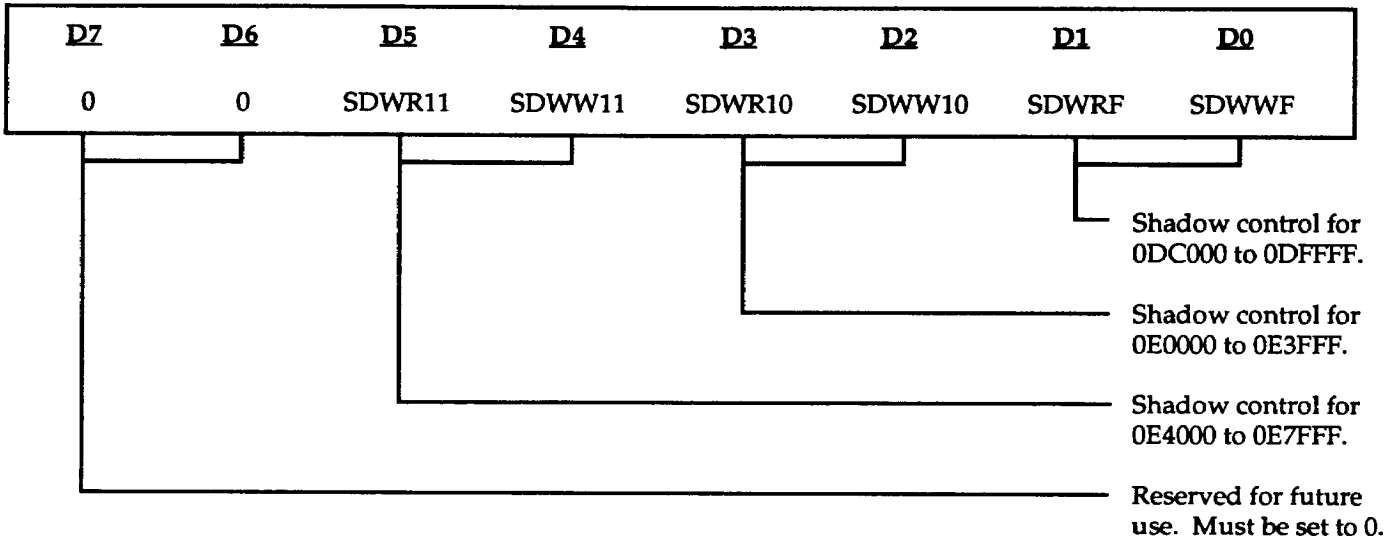 D7 D6 D5 D4 D3 D2 D1 D0
0 0 SDWR11 SDWW11 SDWR10 SDWW10 SDWRF SDWWF
Shadow control for
0DC000 to 0DFFFF.
Shadow control for
0E0000 to 0E3FFF.
Shadow control for
0E4000 to 0E7FFF.
Reserved for future
use. Must be set to 0.